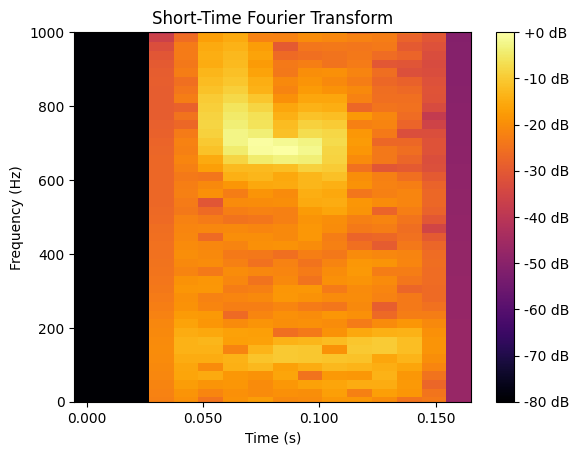 Short-Time Fourier Transform
1000
800
600
400
200
0
Frequency (Hz)
0.000
0.050
0.100
0.150
Time (s)
+0 dB
-10 dB
-20 dB
-30 dB
-40 dB
-50 dB
-60 dB
-70 dB
-80 dB